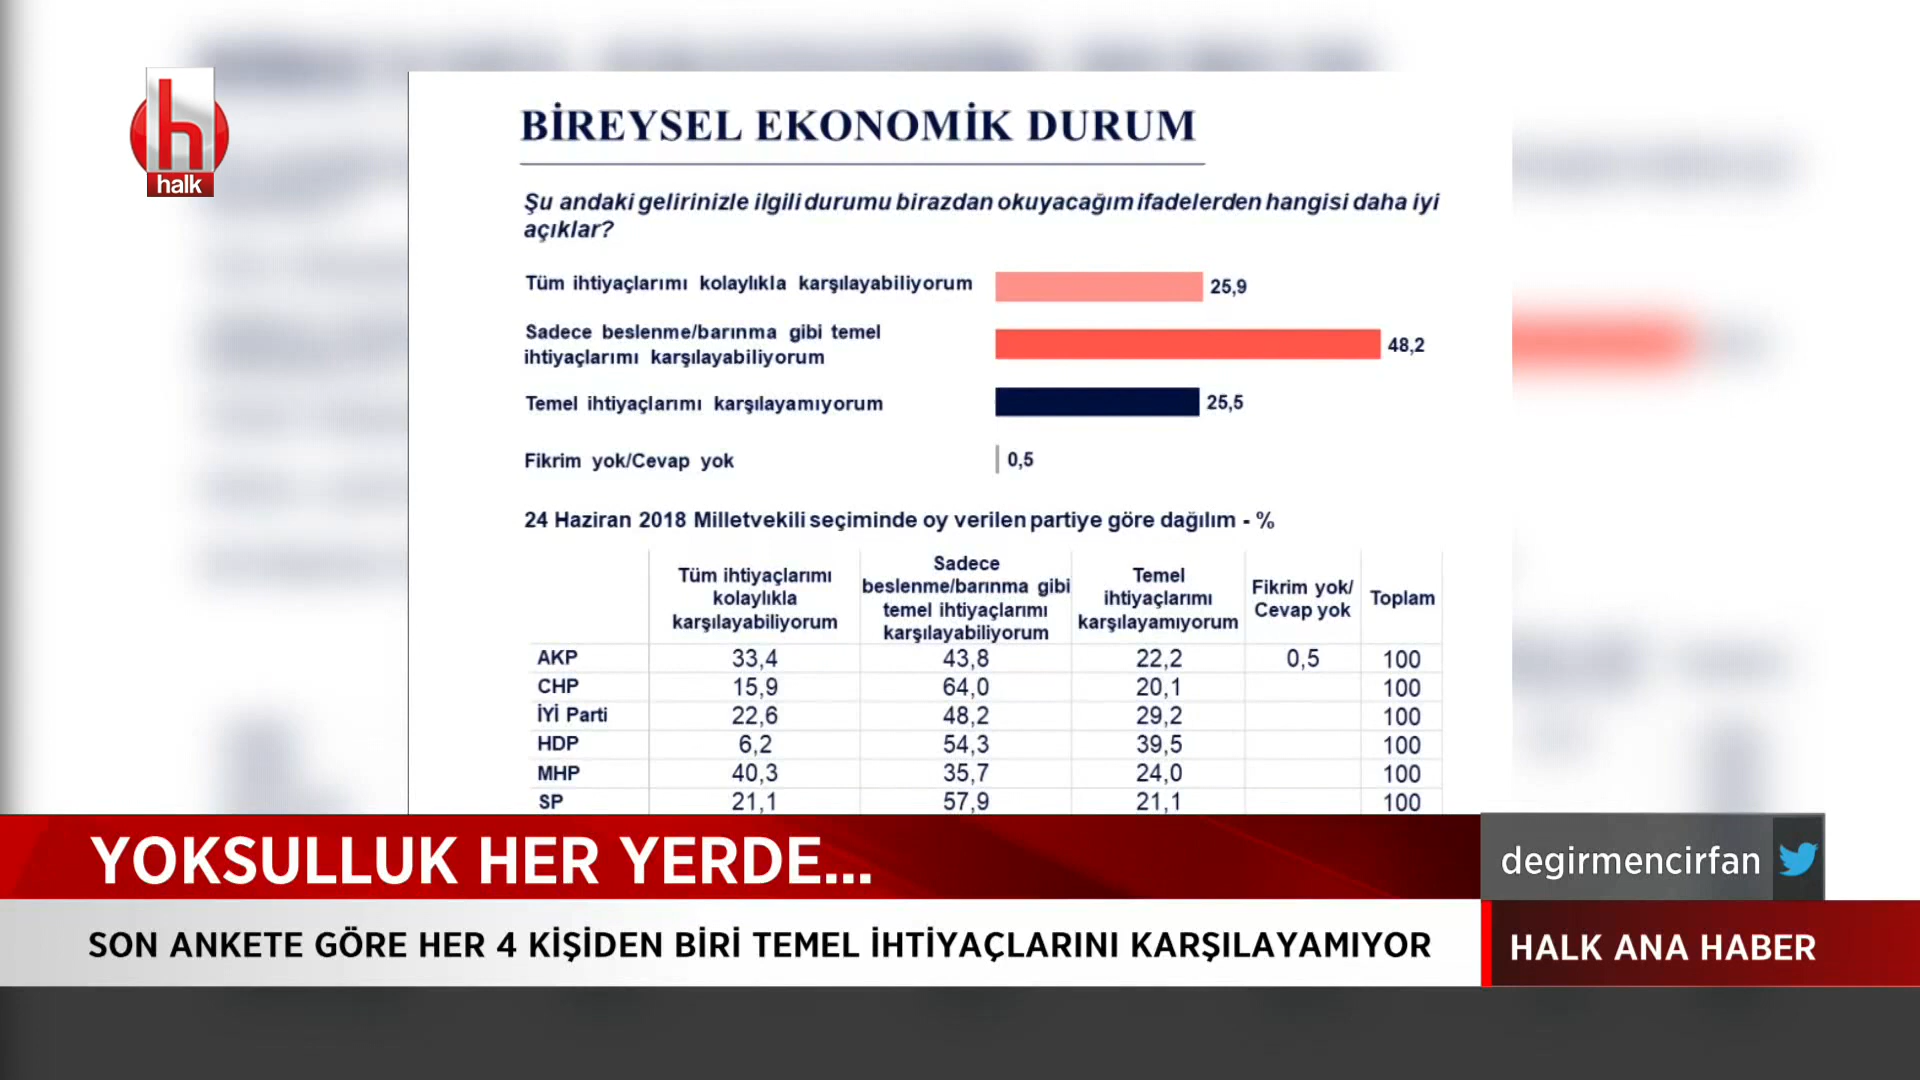 h
halk
BİREYSEL EKONOMİK DURUM
Şu andaki gelirinizle ilgili durumu birazdan okuyacağım ifadelerden hangisi daha iyi
açıklar?
Tüm ihtiyaçlarımı kolaylıkla karşılayabiliyorum 25,9
Sadece beslenme/barınma gibi temel
ihtiyaçlarımı karşılayabiliyorum 48,2
Temel ihtiyaçlarımı karşılayamıyorum 25,5
Fikrim yok/Cevap yok 0,5
24 Haziran 2018 Milletvekili seçiminde oy verilen partiye göre dağılım - %
Tüm ihtiyaçlarımı
kolaylıkla
karşılayabiliyorum
Sadece
beslenme/barınma gibi
temel ihtiyaçlarımı
karşılayabiliyorum
Temel
ihtiyaçlarımı
karşılayamıyorum
Fikrim yok/
Cevap yok
Toplam
AKP 33,4 43,8 22,2 0,5 100
CHP 15,9 64,0 20,1 100
İYİ Parti 22,6 48,2 29,2 100
HDP 6,2 54,3 39,5 100
MHP 40,3 35,7 24,0 100
SP 21,1 57,9 21,1 100
YOKSULLUK HER YERDE...
degirmencirfan
SON ANKETE GÖRE HER 4 KİŞİDEN BİRİ TEMEL İHTİYAÇLARINI KARŞILAYAMIYOR
HALK ANA HABER